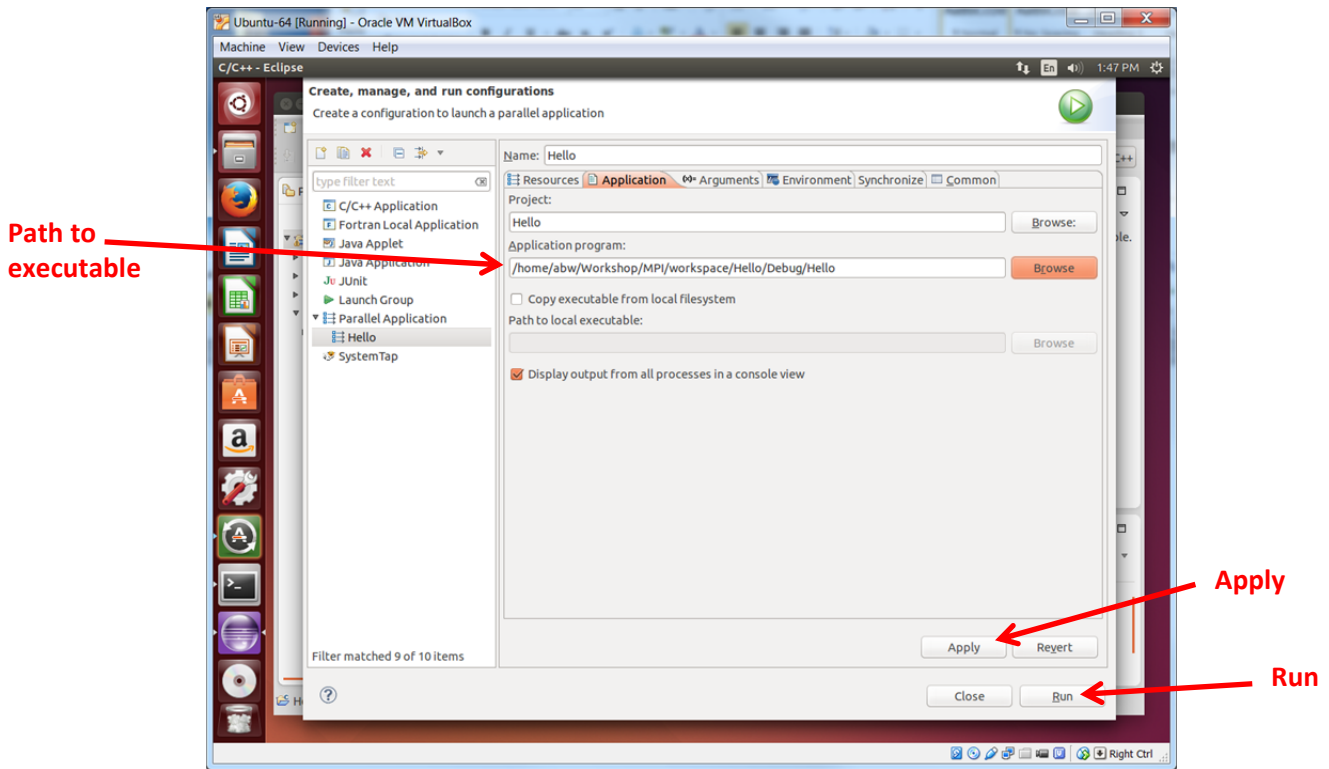 Ubuntu-64 [Running] - Oracle VM VirtualBox
Machine View Devices Help
C/C++ - Eclipse
En
1:47 PM
Create, manage, and run configurations
Create a configuration to launch a parallel application
Name: Hello
type filter text
Resources Application Arguments Environment Synchronize Common
C/C++ Application
Fortran Local Application
Java Applet
Java Application
JUnit
Launch Group
Parallel Application
Hello
SystemTap
Filter matched 9 of 10 items
Project:
Hello
Browse:
Application program:
/home/abw/Workshop/MPI/workspace/Hello/Debug/Hello
Browse
Copy executable from local filesystem
Path to local executable:
Browse
Display output from all processes in a console view
Apply Revert
Close Run
Right Ctrl
Path to
executable
Apply
Run